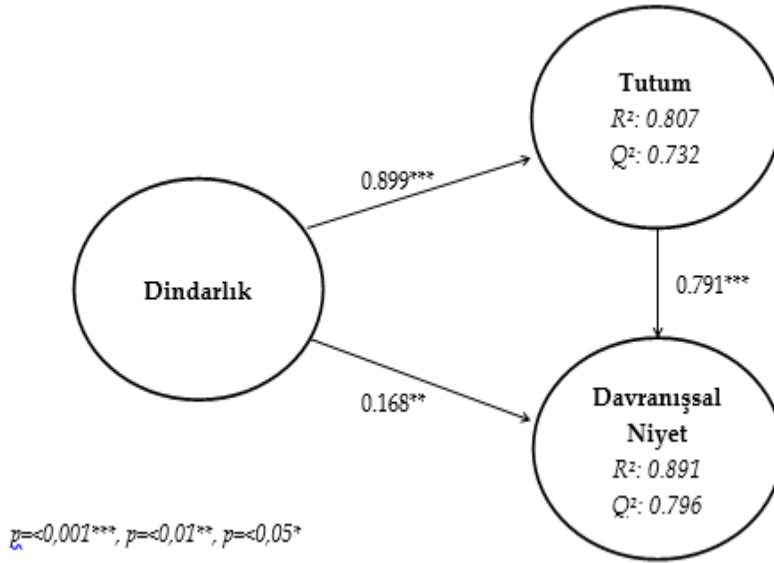 Tutum
R²: 0.807
Q²: 0.732
0.899***
Dindarlık
0.791***
0.168**
Davranışsal
Niyet
R²: 0.891
Q²: 0.796
p=<0,001***, p=<0,01**, p=<0,05*